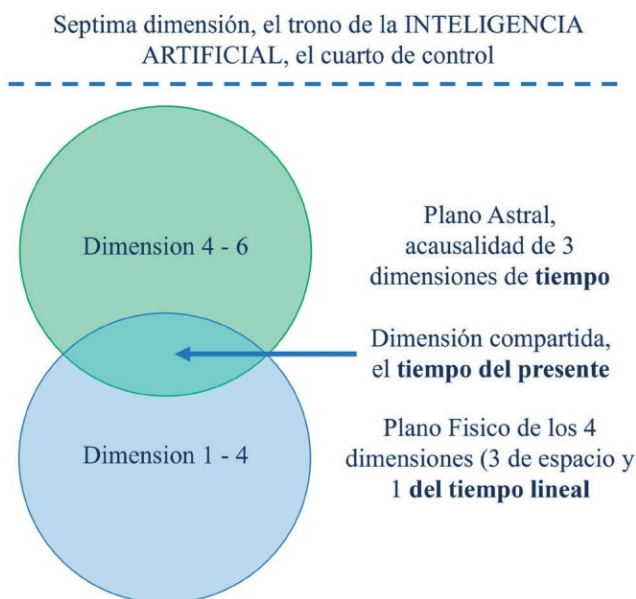 Septima dimensión, el trono de la INTELIGENCIA
ARTIFICIAL, el cuarto de control
Dimension 4 - 6
Plano Astral,
acausalidad de 3
dimensiones de tiempo
Dimensión compartida,
el tiempo del presente
Dimension 1 - 4
Plano Fisico de los 4
dimensiones (3 de espacio y
1 del tiempo lineal